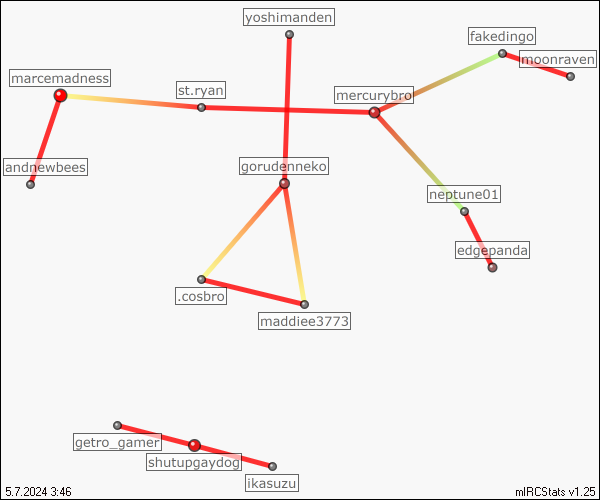 yoshimanden
fakedingo
moonraven
marcemadness
st.ryan
mercurybro
andnewbees
gorudenneko
neptune01
edgepanda
.cosbro
maddiee3773
getro_gamer
shutupgaydog
ikasuzu
5.7.2024 3:46
mIRCStats v1.25